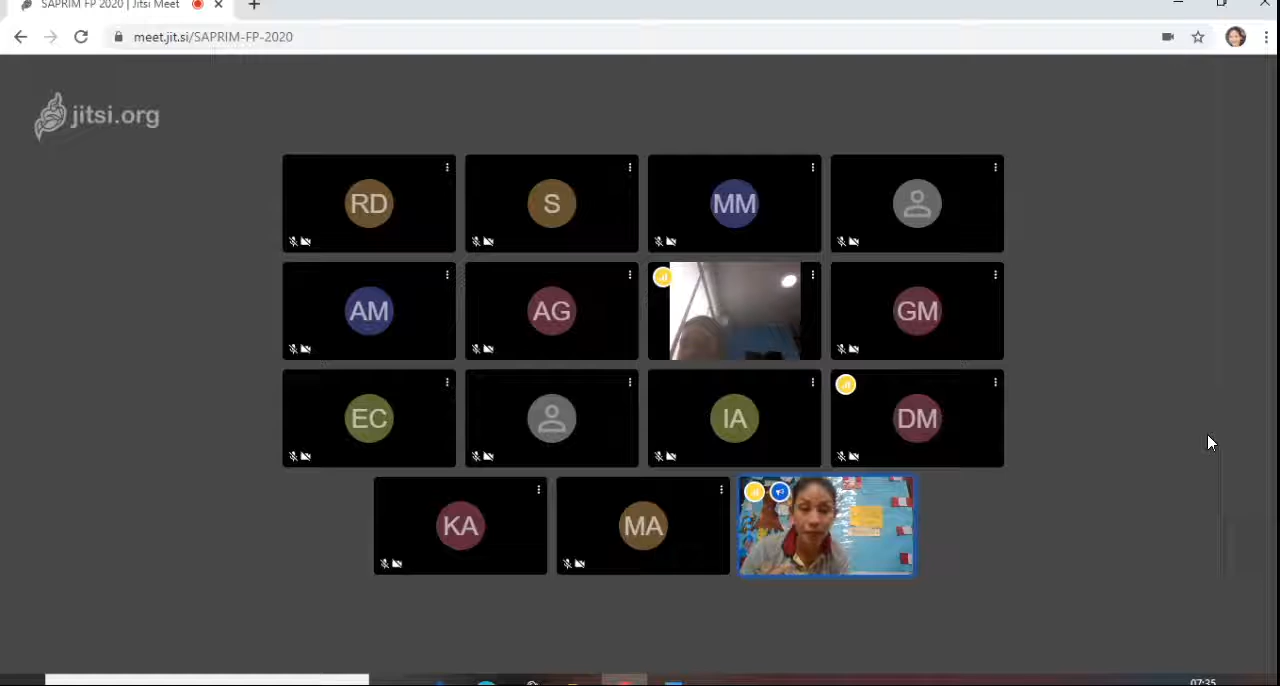 SAPRIM FP 2020 | Jitsi Meet
meet.jit.si/SAPRIM-FP-2020
jitsi.org
RD
S
MM
AM
AG
GM
EC
IA
DM
KA
MA
07:35